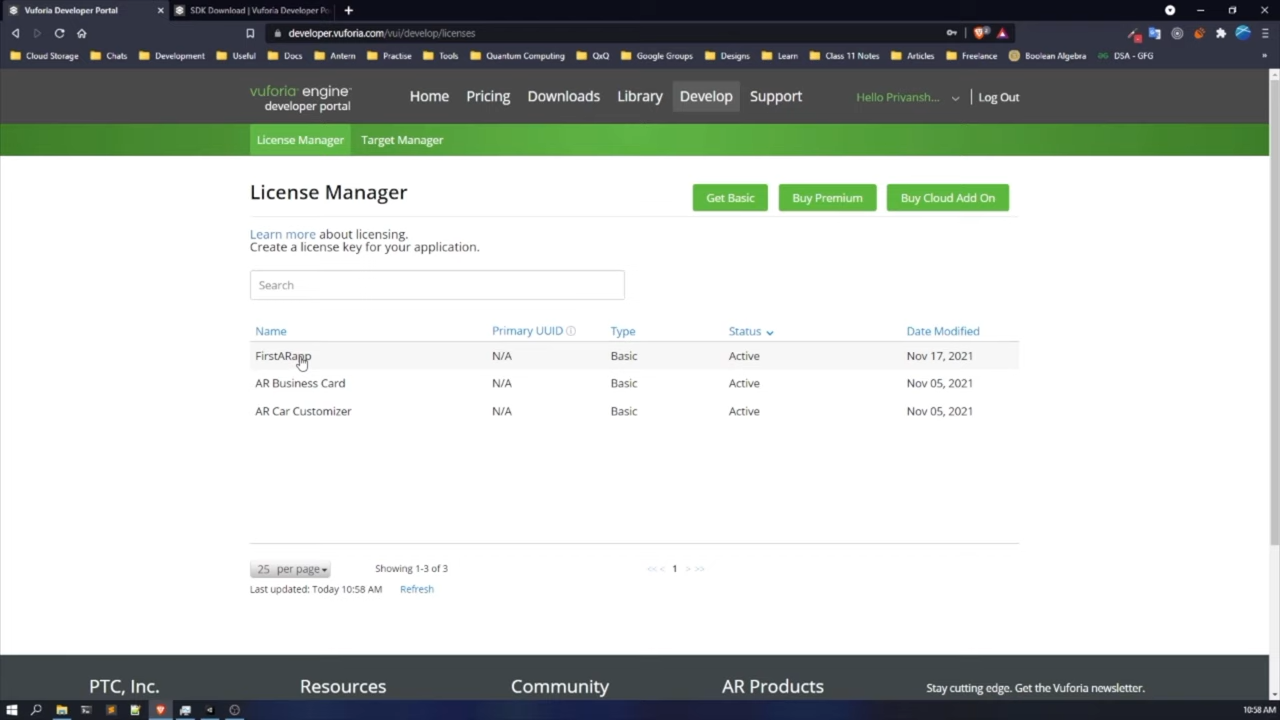 Vuforia Developer Portal
SDK Download | Vuforia Developer Po
developer.vuforia.com/vui/develop/licenses
Cloud Storage Chats Development Useful Docs Antern Practise Tools Quantum Computing QxQ Google Groups Designs Learn Class 11 Notes Articles Freelance Boolean Algebra DSA - GFG
vuforia engine
developer portal
Home Pricing Downloads Library Develop Support Hello Privansh... Log Out
License Manager Target Manager
License Manager
Get Basic Buy Premium Buy Cloud Add On
Learn more about licensing.
Create a license key for your application.
Search
Name Primary UUID Type Status Date Modified
FirstARapp N/A Basic Active Nov 17, 2021
AR Business Card N/A Basic Active Nov 05, 2021
AR Car Customizer N/A Basic Active Nov 05, 2021
25 per page Showing 1-3 of 3 << < 1 > >>
Last updated: Today 10:58 AM Refresh
PTC, Inc. Resources Community AR Products Stay cutting edge. Get the Vuforia newsletter.
10:58 AM